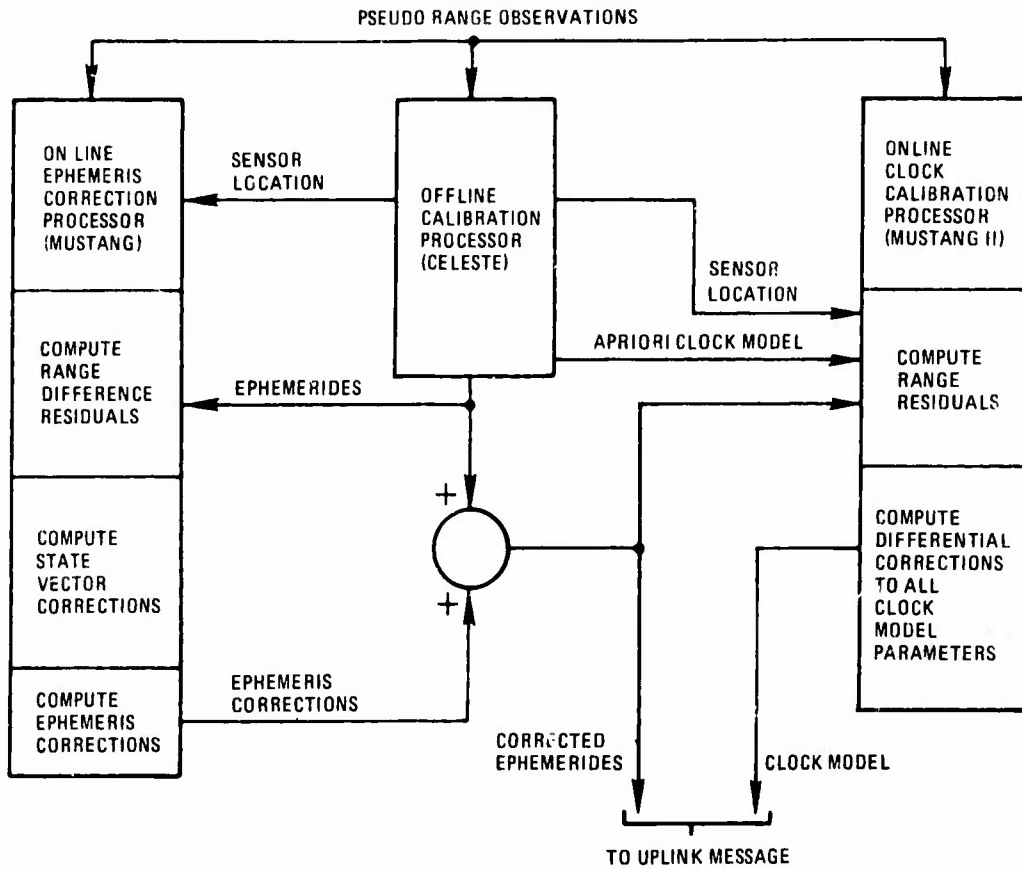 PSEUDO RANGE OBSERVATIONS
ON LINE
EPHEMERIS
CORRECTION
PROCESSOR
(MUSTANG)
SENSOR
LOCATION
OFFLINE
CALIBRATION
PROCESSOR
(CELESTE)
ONLINE
CLOCK
CALIBRATION
PROCESSOR
(MUSTANG II)
SENSOR
LOCATION
APRIORI CLOCK MODEL
COMPUTE
RANGE
DIFFERENCE
RESIDUALS
EPHEMERIDES
COMPUTE
RANGE
RESIDUALS
+
+
COMPUTE
STATE
VECTOR
CORRECTIONS
COMPUTE
DIFFERENTIAL
CORRECTIONS
TO ALL
CLOCK
MODEL
PARAMETERS
COMPUTE
EPHEMERIS
CORRECTIONS
EPHEMERIS
CORRECTIONS
CORRECTED
EPHEMERIDES
CLOCK MODEL
TO UPLINK MESSAGE